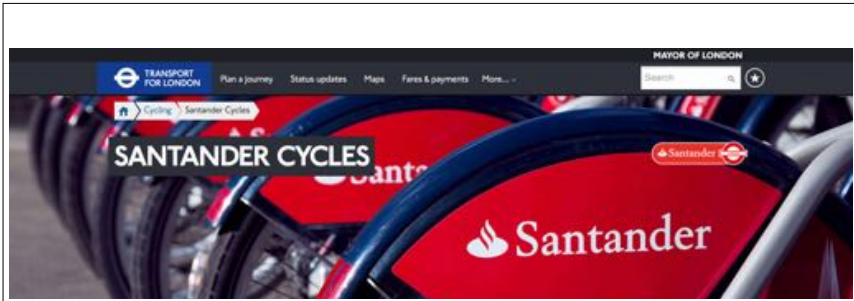 MAYOR OF LONDON
TRANSPORT
FOR LONDON
Plan a journey Status updates Maps Fares & payments More...
Search
Cycling Santander Cycles
SANTANDER CYCLES
Santander
Santander